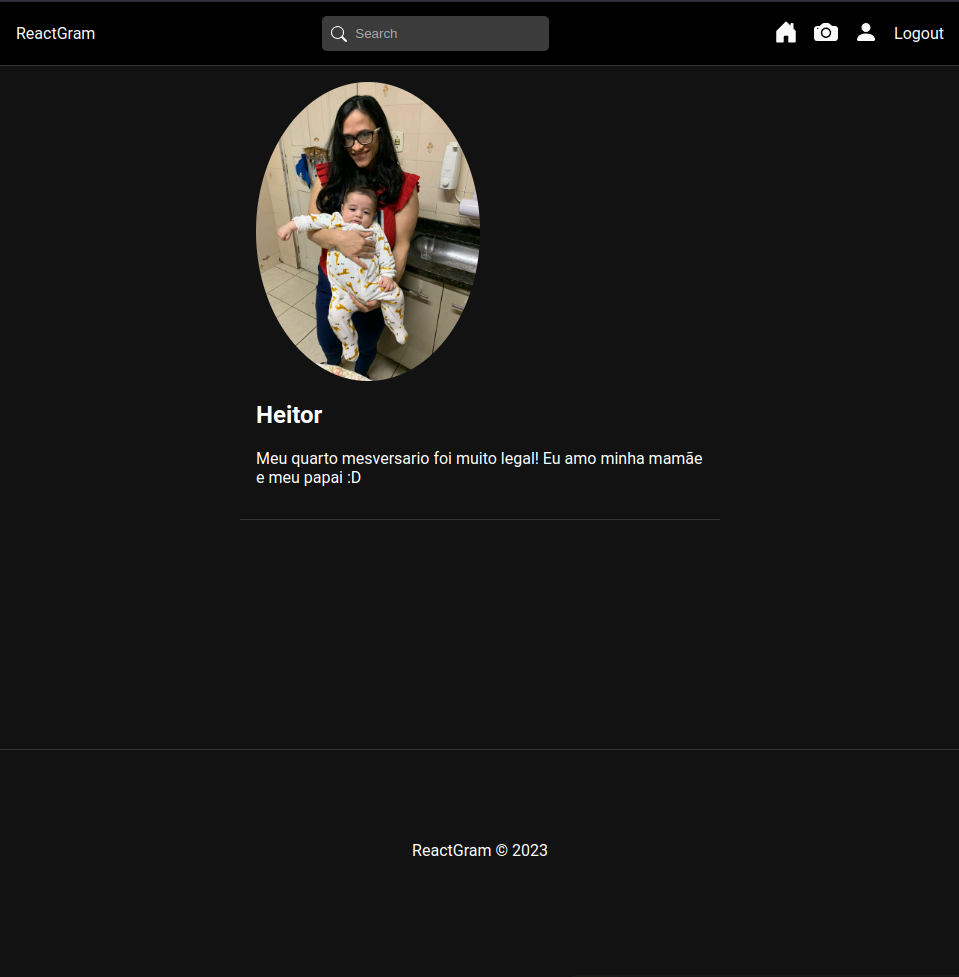 ReactGram
Search
Logout
Heitor
Meu quarto mesversario foi muito legal! Eu amo minha mamãe
e meu papai :D
ReactGram © 2023